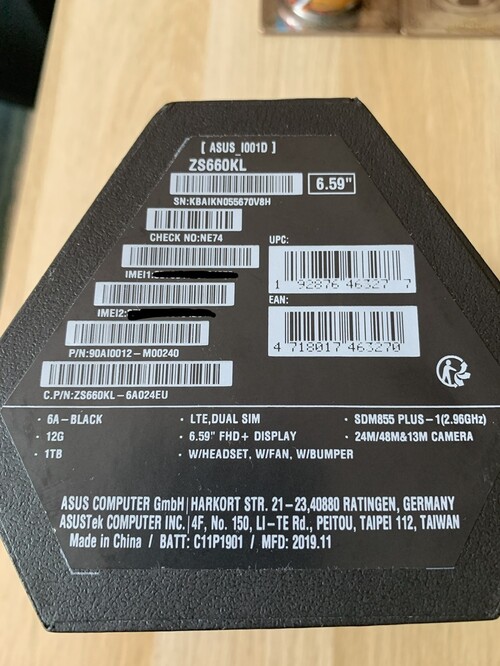 [ ASUS_I001D ]
ZS660KL
6.59"
SN:KBAIKN055670V8H
CHECK NO:NE74
UPC:
1 92876 46327 7
IMEI1:
EAN:
4 718017 463270
IMEI2:
P/N:90AI0012-M00240
C.P/N:ZS660KL-6A024EU
· 6A-BLACK
· 12G
· 1TB
· LTE,DUAL SIM
· 6.59" FHD+ DISPLAY
· W/HEADSET, W/FAN, W/BUMPER
· SDM855 PLUS-1(2.96GHz)
· 24M/48M&13M CAMERA
ASUS COMPUTER GmbH|HARKORT STR. 21-23,40880 RATINGEN, GERMANY
ASUSTek COMPUTER INC.|4F, No. 150, LI-TE Rd., PEITOU, TAIPEI 112, TAIWAN
Made in China / BATT: C11P1901 / MFD: 2019.11